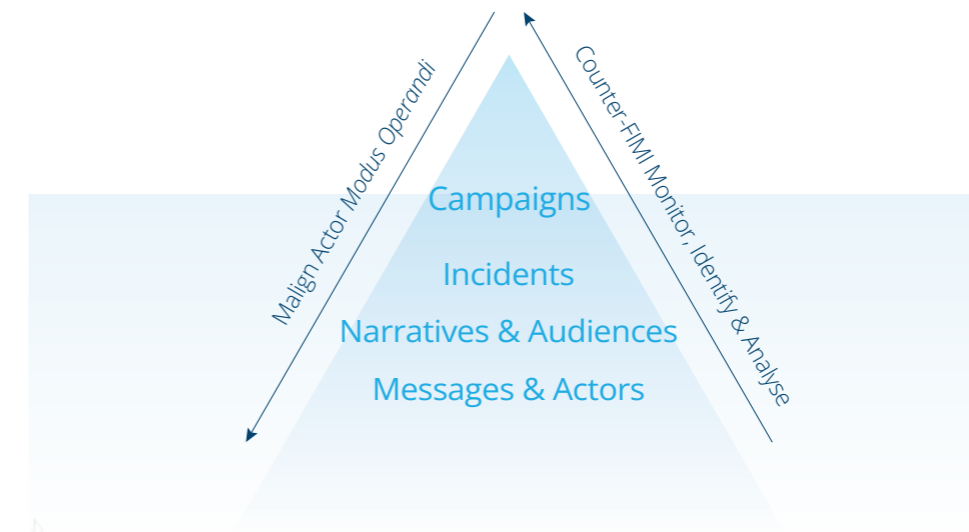 Malign Actor Modus Operandi
Counter-FIMI Monitor, Identify & Analyse
Campaigns
Incidents
Narratives & Audiences
Messages & Actors